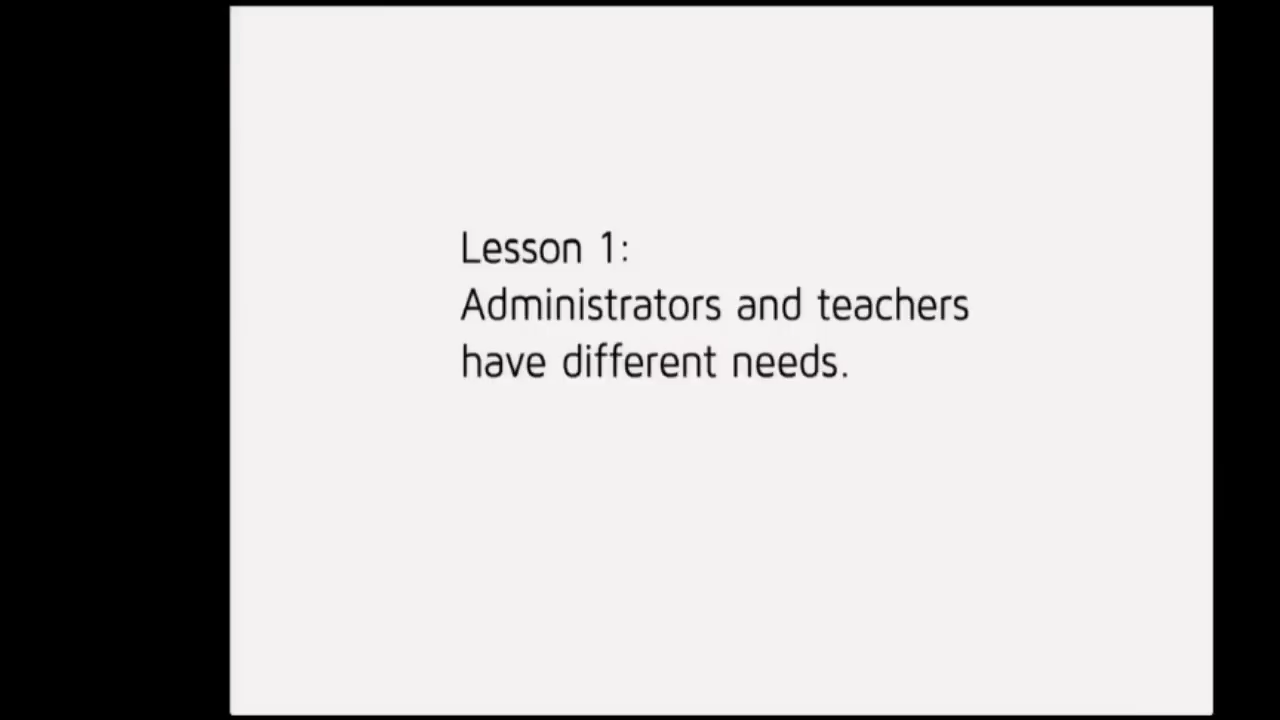 Lesson 1:
Administrators and teachers
have different needs.